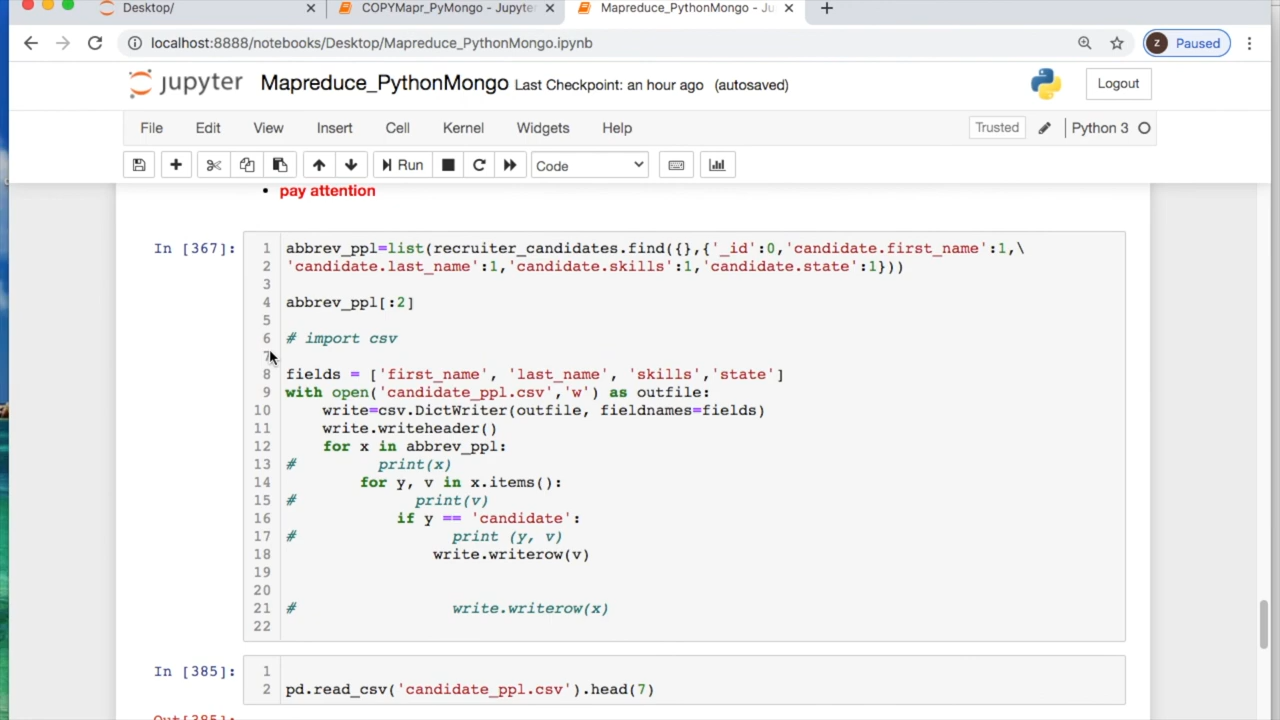 Desktop/
COPYMapr_PyMongo - Jupyter
Mapreduce_PythonMongo - Ju
localhost:8888/notebooks/Desktop/Mapreduce_PythonMongo.ipynb
z Paused
jupyter Mapreduce_PythonMongo Last Checkpoint: an hour ago (autosaved)
Logout
File Edit View Insert Cell Kernel Widgets Help
Trusted Python 3
Run Code
• pay attention
In [367]:
1 abbrev_ppl=list(recruiter_candidates.find({},{'_id':0,'candidate.first_name':1,\
2 'candidate.last_name':1,'candidate.skills':1,'candidate.state':1}))
3
4 abbrev_ppl[:2]
5
6 # import csv
7
8 fields = ['first_name', 'last_name', 'skills','state']
9 with open('candidate_ppl.csv','w') as outfile:
10     write=csv.DictWriter(outfile, fieldnames=fields)
11     write.writeheader()
12     for x in abbrev_ppl:
13 #         print(x)
14         for y, v in x.items():
15 #             print(v)
16             if y == 'candidate':
17 #                 print (y, v)
18                 write.writerow(v)
19
20
21 #                 write.writerow(x)
22
In [385]:
1
2 pd.read_csv('candidate_ppl.csv').head(7)
Out[385]: